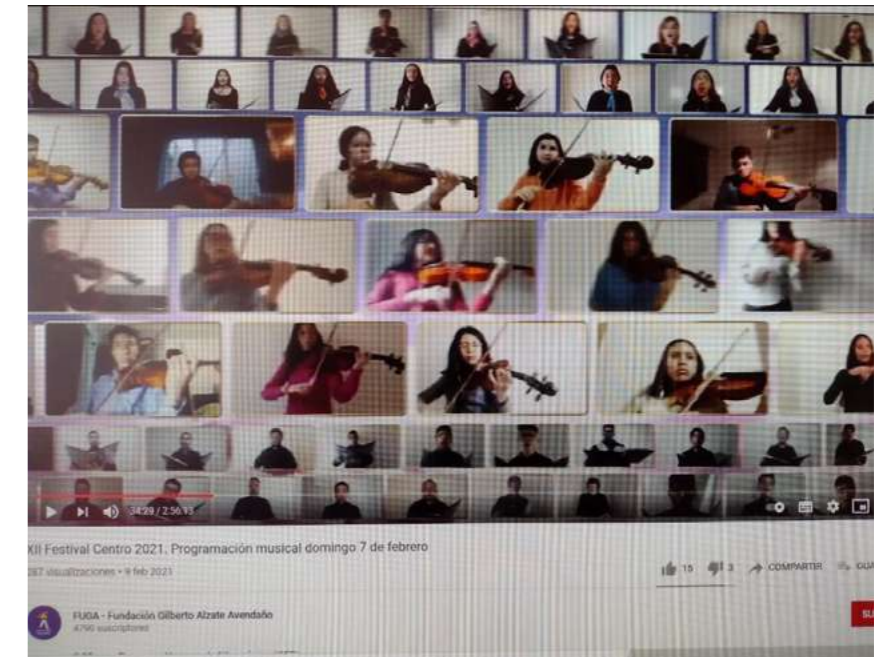 34:29 / 2:56:13
XII Festival Centro 2021. Programación musical domingo 7 de febrero
287 visualizaciones • 9 feb 2021
15
3
COMPARTIR
FUGA - Fundación Gilberto Alzate Avendaño
4790 suscriptores